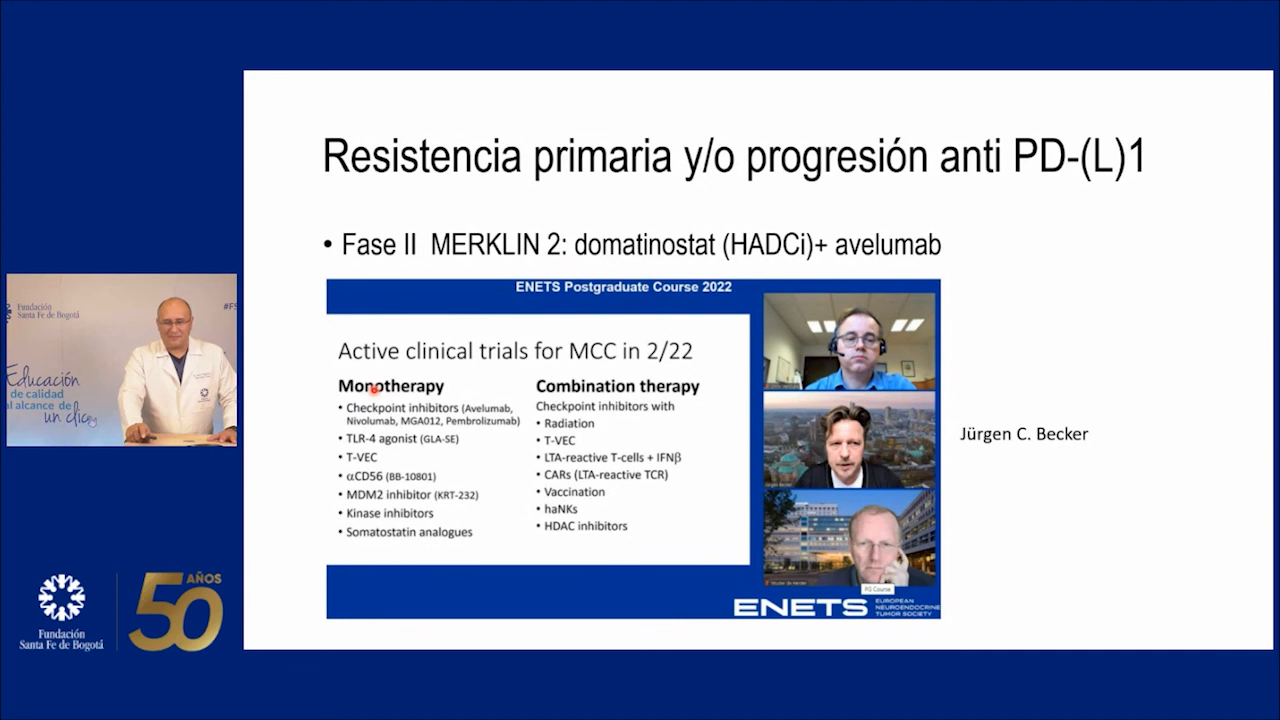 Resistencia primaria y/o progresión anti PD-(L)1
• Fase II MERKLIN 2: domatinostat (HADCi)+ avelumab
ENETS Postgraduate Course 2022
Active clinical trials for MCC in 2/22
Monotherapy
• Checkpoint inhibitors (Avelumab,
Nivolumab, MGA012, Pembrolizumab)
• TLR-4 agonist (GLA-SE)
• T-VEC
• αCD56 (BB-10801)
• MDM2 inhibitor (KRT-232)
• Kinase inhibitors
• Somatostatin analogues
Combination therapy
Checkpoint inhibitors with
• Radiation
• T-VEC
• LTA-reactive T-cells + IFNβ
• CARs (LTA-reactive TCR)
• Vaccination
• haNKs
• HDAC inhibitors
PG Course
ENETS
EUROPEAN
NEUROENDOCRINE
TUMOR SOCIETY
Jürgen C. Becker
Fundación
Santa Fe de Bogotá
#FS
Educación
de calidad
al alcance de
un clic
Fundación
Santa Fe de Bogotá
50 AÑOS